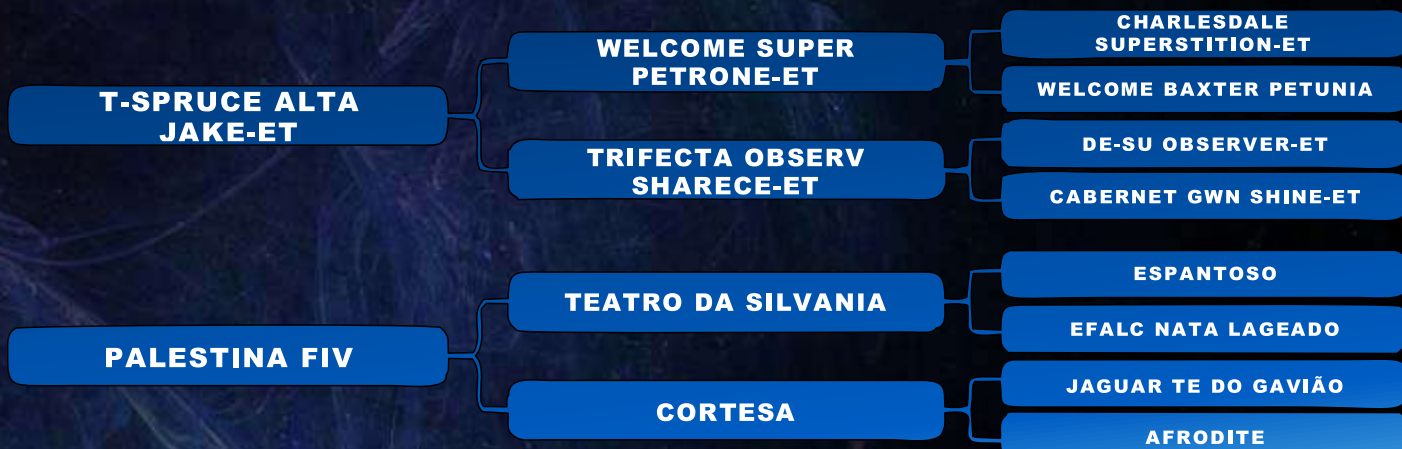 T-SPRUCE ALTA
JAKE-ET
WELCOME SUPER
PETRONE-ET
CHARLESDALE
SUPERSTITION-ET
WELCOME BAXTER PETUNIA
TRIFECTA OBSERV
SHARECE-ET
DE-SU OBSERVER-ET
CABERNET GWN SHINE-ET
PALESTINA FIV
TEATRO DA SILVANIA
ESPANTOSO
EFALC NATA LAGEADO
CORTESA
JAGUAR TE DO GAVIÃO
AFRODITE